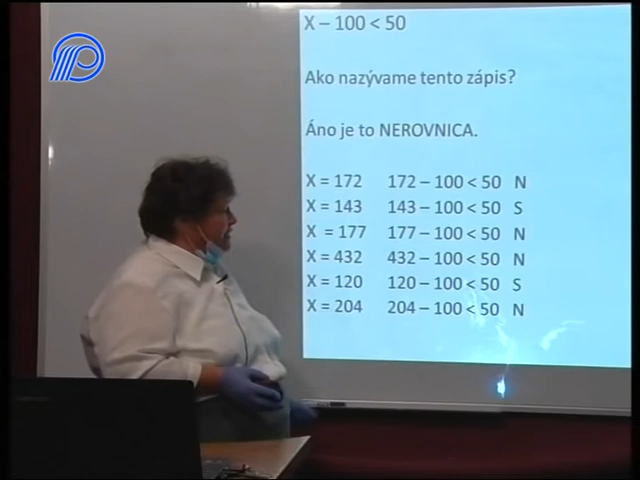 X – 100 < 50
Ako nazývame tento zápis?
Áno je to NEROVNICA.
X = 172 172 – 100 < 50 N
X = 143 143 – 100 < 50 S
X = 177 177 – 100 < 50 N
X = 432 432 – 100 < 50 N
X = 120 120 – 100 < 50 S
X = 204 204 – 100 < 50 N